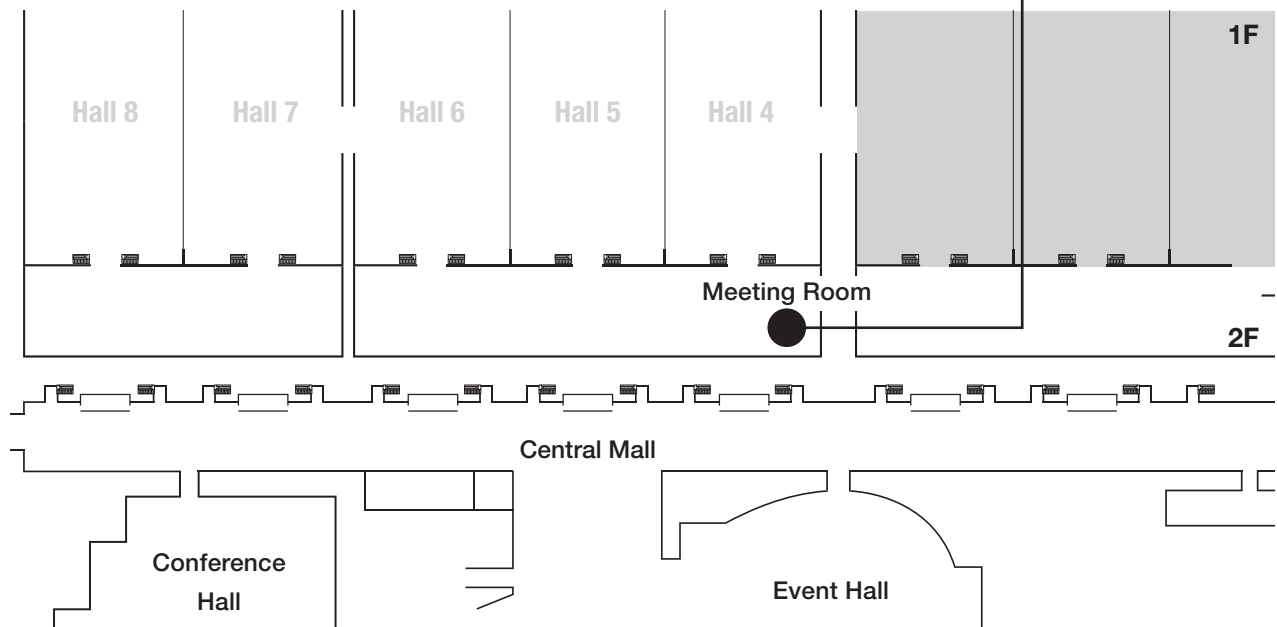 1F
Hall 8
Hall 7
Hall 6
Hall 5
Hall 4
Meeting Room
2F
Central Mall
Conference
Hall
Event Hall